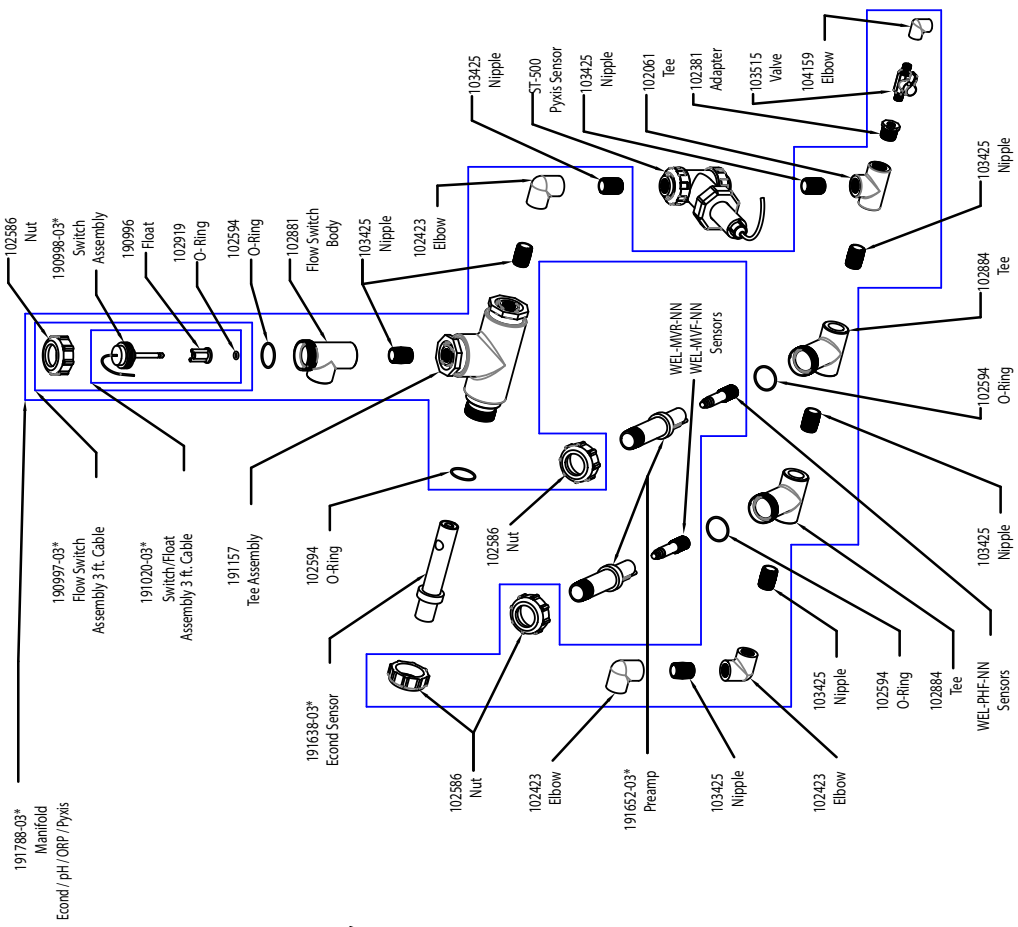 191788-03*
Manifold
Econd / pH / ORP / Pyxis
190997-03*
Flow Switch
Assembly 3 ft. Cable
191020-03*
Switch/Float
Assembly 3 ft. Cable
191157
Tee Assembly
102594
O-Ring
191638-03*
Econd Sensor
102586
Nut
102586
Nut
102423
Elbow
191652-03*
Preamp
103425
Nipple
102423
Elbow
102586
Nut
190998-03*
Switch
Assembly
190996
Float
102919
O- Ring
102594
O-Ring
102881
Flow Switch
Body
103425
Nipple
102423
Elbow
103425
Nipple
ST-500
Pyxis Sensor
103425
Nipple
102061
Tee
102381
Adapter
103515
Valve
104159
Elbow
WEL-MVR-NN
WEL-MVF-NN
Sensors
103425
Nipple
102884
Tee
102594
O-Ring
103425
Nipple
103425
Nipple
102594
O-Ring
102884
Tee
WEL-PHF-NN
Sensors